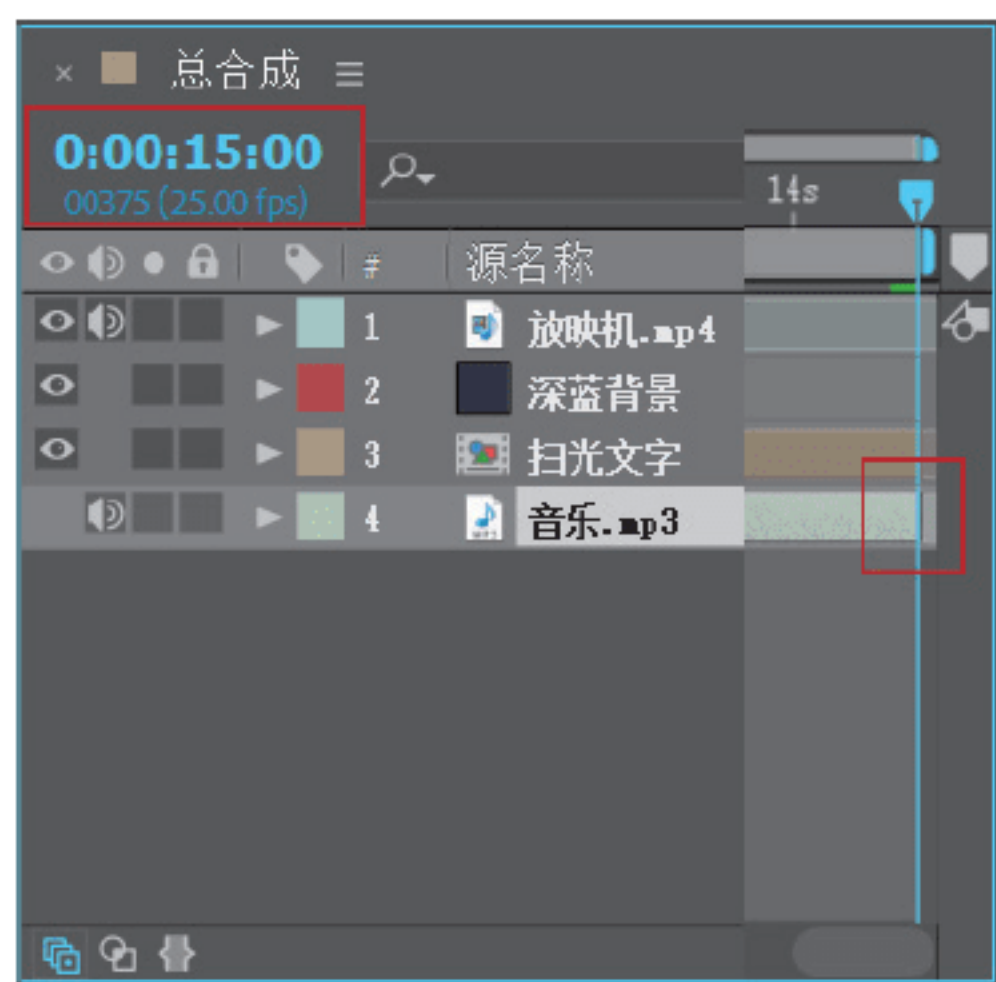 总合成
0:00:15:00
00375 (25.00 fps)
14s
# 源名称
1 放映机.mp4
2 深蓝背景
3 扫光文字
4 音乐.mp3